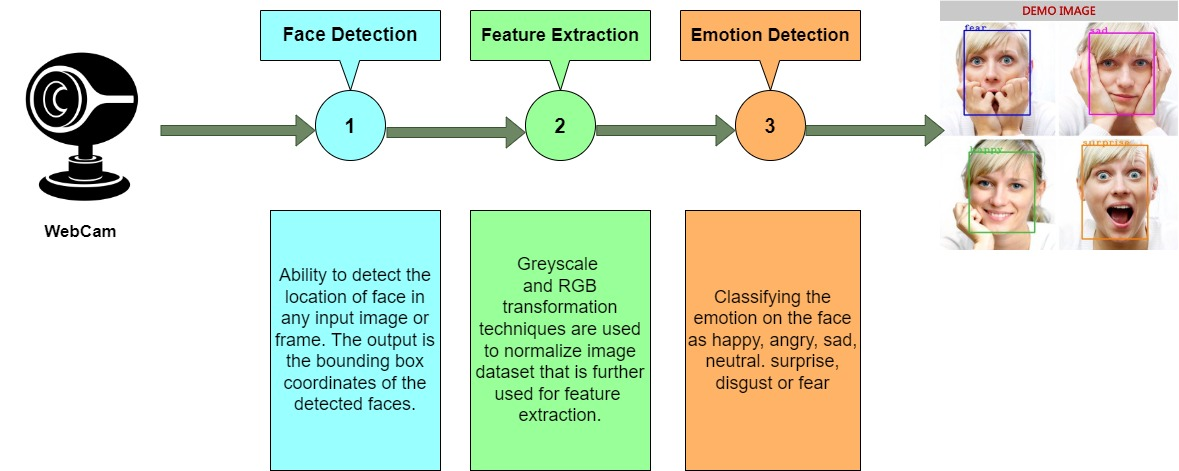 Face Detection
Feature Extraction
Emotion Detection
DEMO IMAGE
fear
sad
1
2
3
happy
surprise
WebCam
Ability to detect the
location of face in
any input image or
frame. The output is
the bounding box
coordinates of the
detected faces.
Greyscale
and RGB
transformation
techniques are used
to normalize image
dataset that is further
used for feature
extraction.
Classifying the
emotion on the face
as happy, angry, sad,
neutral. surprise,
disgust or fear